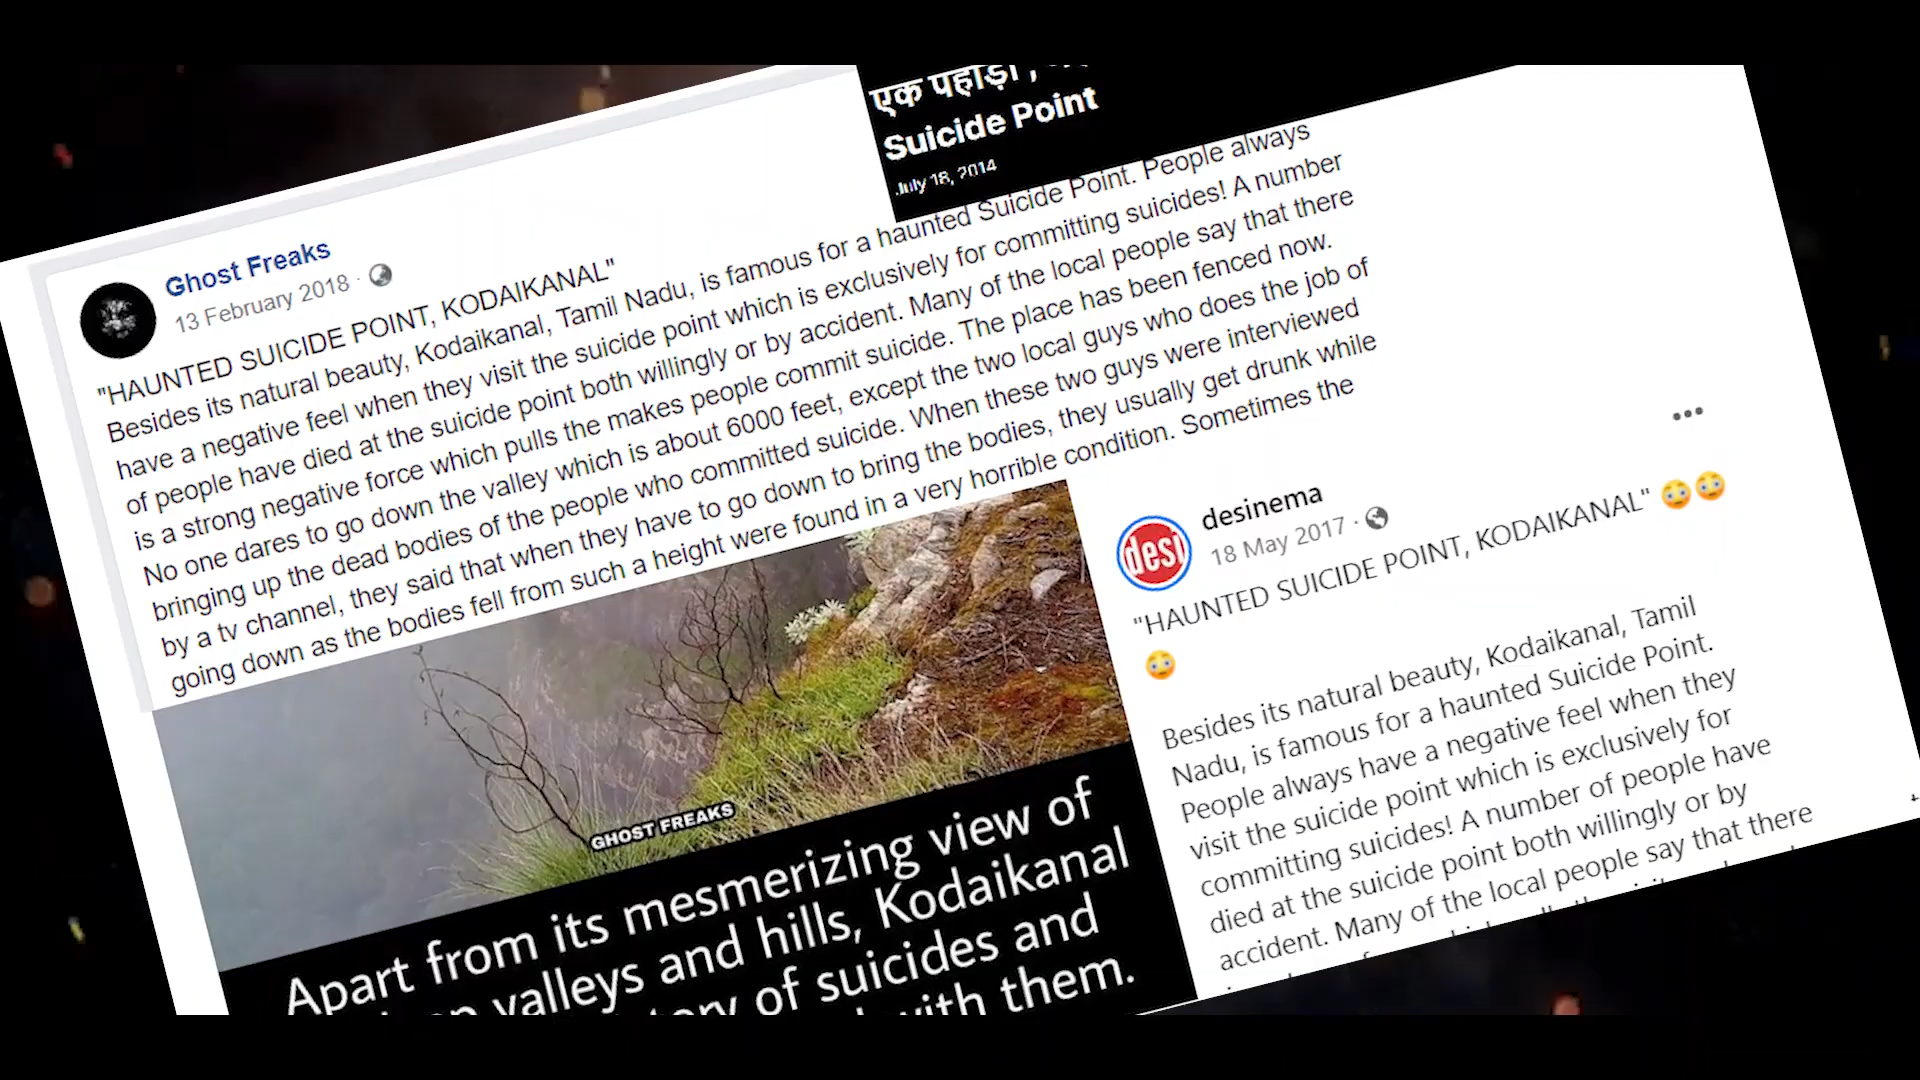 एक पहाड़ी ,
Suicide Point
July 18, 2014
Ghost Freaks
13 February 2018 ·
"HAUNTED SUICIDE POINT, KODAIKANAL"
Besides its natural beauty, Kodaikanal, Tamil Nadu, is famous for a haunted Suicide Point. People always
have a negative feel when they visit the suicide point which is exclusively for committing suicides! A number
of people have died at the suicide point both willingly or by accident. Many of the local people say that there
is a strong negative force which pulls the makes people commit suicide. The place has been fenced now.
No one dares to go down the valley which is about 6000 feet, except the two local guys who does the job of
bringing up the dead bodies of the people who committed suicide. When these two guys were interviewed
by a tv channel, they said that when they have to go down to bring the bodies, they usually get drunk while
going down as the bodies fell from such a height were found in a very horrible condition. Sometimes the
GHOST FREAKS
Apart from its mesmerizing view of
valleys and hills, Kodaikanal
of suicides and
with them.
desi
desinema
18 May 2017 ·
"HAUNTED SUICIDE POINT, KODAIKANAL" 😳😳
😳
Besides its natural beauty, Kodaikanal, Tamil
Nadu, is famous for a haunted Suicide Point.
People always have a negative feel when they
visit the suicide point which is exclusively for
committing suicides! A number of people have
died at the suicide point both willingly or by
accident. Many of the local people say that there